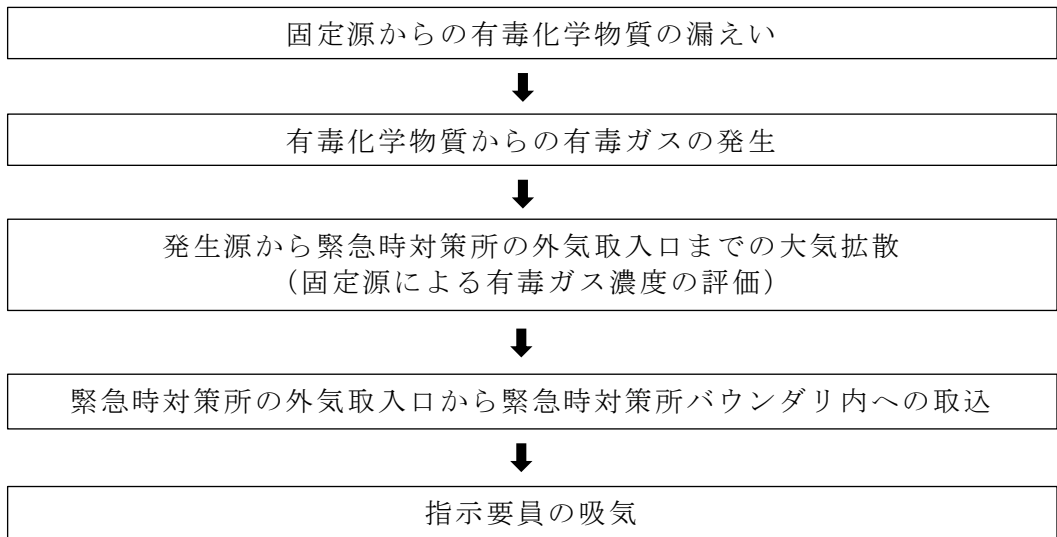 固定源からの有毒化学物質の漏えい
有毒化学物質からの有毒ガスの発生
発生源から緊急時対策所の外気取入口までの大気拡散
(固定源による有毒ガス濃度の評価)
緊急時対策所の外気取入口から緊急時対策所バウンダリ内への取込
指示要員の吸気